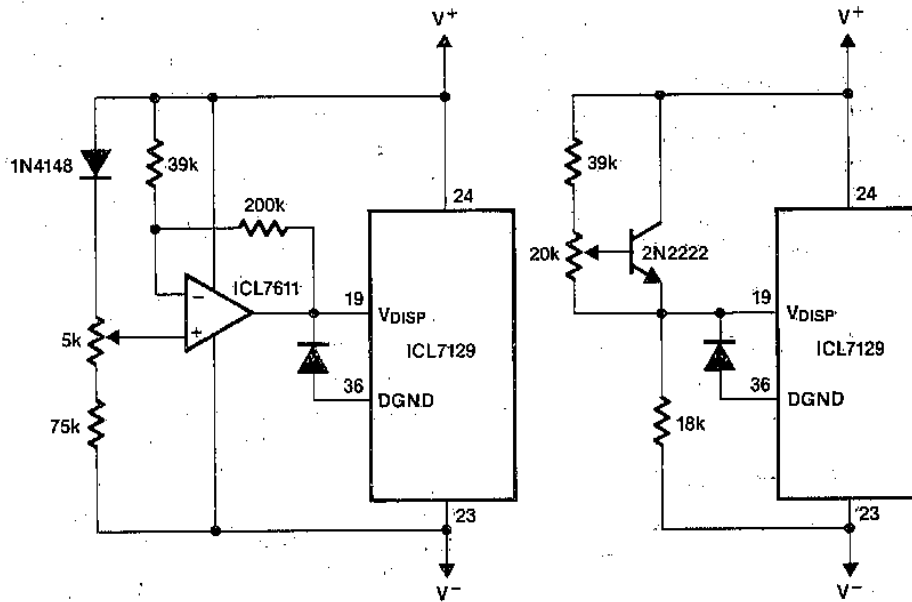 V+
1N4148
39k
200k
24
ICL7611
−
+
19
VDISP
ICL7129
5k
36
DGND
75k
23
V−
V+
39k
24
20k
2N2222
19
VDISP
ICL7129
36
DGND
18k
23
V−